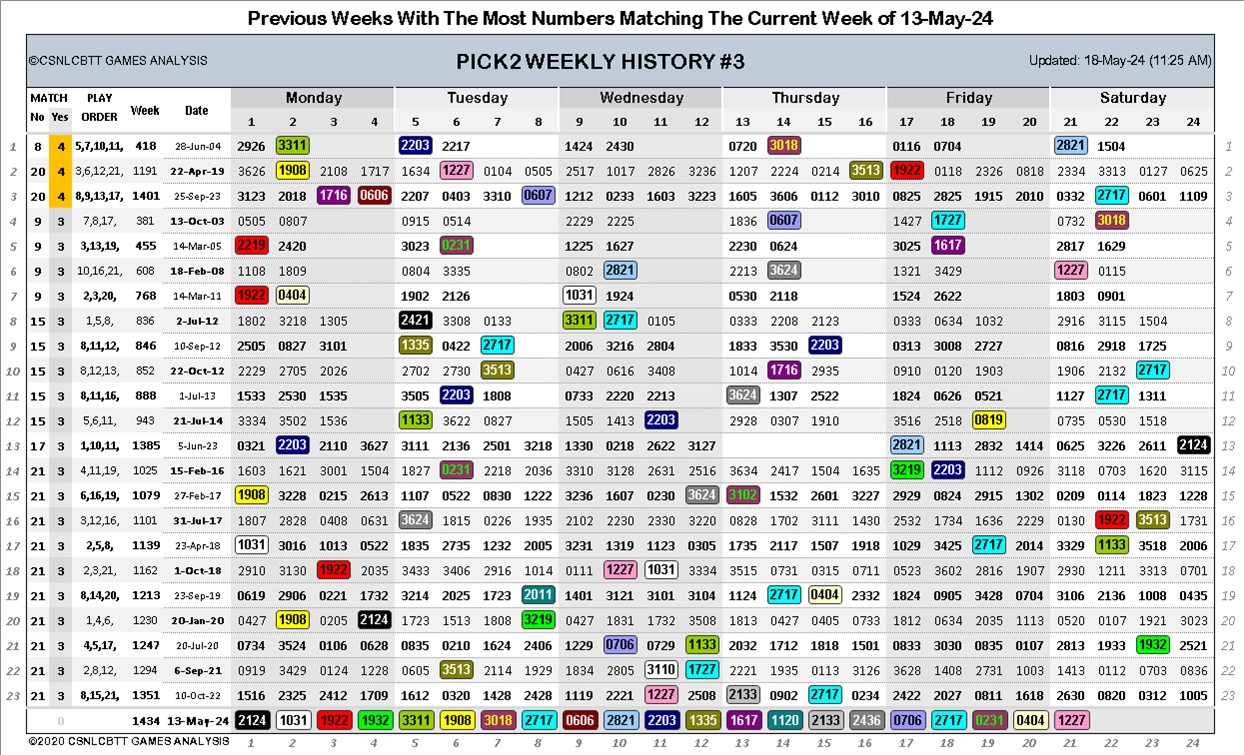 Previous Weeks With The Most Numbers Matching The Current Week of 13-May-24
©CSNLCBTT GAMES ANALYSIS PICK2 WEEKLY HISTORY #3 Updated: 18-May-24 (11:25 AM)
MATCH PLAY Week Date Monday Tuesday Wednesday Thursday Friday Saturday
No Yes ORDER 1 2 3 4 5 6 7 8 9 10 11 12 13 14 15 16 17 18 19 20 21 22 23 24
1 8 4 5,7,10,11, 418 28-Jun-04 2926 3311 2203 2217 1424 2430 0720 3018 0116 0704 2821 1504 1
2 20 4 3,6,12,21, 1191 22-Apr-19 3626 1908 2108 1717 1634 1227 0104 0505 2517 1017 2826 3236 1207 2224 0214 3513 1922 0118 2326 0818 2334 3313 0127 0625 2
3 20 4 8,9,13,17, 1401 25-Sep-23 3123 2018 1716 0606 2207 0403 3310 0607 1212 0233 1603 3223 1605 3606 0112 3010 0825 2825 1915 2010 0332 2717 0601 1109 3
4 9 3 7,8,17, 381 13-Oct-03 0505 0807 0915 0514 2229 2225 1836 0607 1427 1727 0732 3018 4
5 9 3 3,13,19, 455 14-Mar-05 2219 2420 3023 0231 1225 1627 2230 0624 3025 1617 2817 1629 5
6 9 3 10,16,21, 608 18-Feb-08 1108 1809 0804 3335 0802 2821 2213 3624 1321 3429 1227 0115 6
7 9 3 2,3,20, 768 14-Mar-11 1922 0404 1902 2126 1031 1924 0530 2118 1524 2622 1803 0901 7
8 15 3 1,5,8, 836 2-Jul-12 1802 3218 1305 2421 3308 0133 3311 2717 0105 0333 2208 2123 0333 0634 1032 2916 3115 1504 8
9 15 3 8,11,12, 846 10-Sep-12 2505 0827 3101 1335 0422 2717 2006 3216 2804 1833 3530 2203 0313 3008 2727 0816 2918 1725 9
10 15 3 8,12,13, 852 22-Oct-12 2229 2705 2026 2702 2730 3513 0427 0616 3408 1014 1716 2935 0910 0120 1903 1906 2132 2717 10
11 15 3 8,11,16, 888 1-Jul-13 1533 2530 1535 3505 2203 1808 0733 2220 2213 3624 1307 2522 1824 0626 0521 1127 2717 1311 11
12 15 3 5,6,11, 943 21-Jul-14 3334 3502 1536 1133 3622 0827 1505 1413 2203 2928 0307 1910 3516 2518 0819 0735 0530 1518 12
13 17 3 1,10,11, 1385 5-Jun-23 0321 2203 2110 3627 3111 2136 2501 3218 1330 0218 2622 3127 2821 1113 2832 1414 0625 3226 2611 2124 13
14 21 3 4,11,19, 1025 15-Feb-16 1603 1621 3001 1504 1827 0231 2218 2036 3310 3128 2631 2516 3634 2417 1504 1635 3219 2203 1112 0926 3118 0703 1620 3115 14
15 21 3 6,16,19, 1079 27-Feb-17 1908 3228 0215 2613 1107 0522 0830 1222 3236 1607 0230 3624 3102 1532 2601 3227 2929 0824 2915 1302 0209 0114 1823 1228 15
16 21 3 3,12,16, 1101 31-Jul-17 1807 2828 0408 0631 3624 1815 0226 1935 2102 2230 3330 3220 0828 1702 3111 1430 2532 1734 1636 2229 0130 1922 3513 1731 16
17 21 3 2,5,8, 1139 23-Apr-18 1031 3016 1013 0522 1835 2735 1232 2005 3231 1319 1123 0305 1735 2117 1507 1918 1029 3425 2717 2014 3329 1133 3518 2006 17
18 21 3 2,3,21, 1162 1-Oct-18 2910 3130 1922 2035 3433 3406 2916 1014 0910 1227 1031 3334 3515 0731 0315 0711 0523 3602 2816 1907 2930 1211 3313 0701 18
19 21 3 8,14,20, 1213 23-Sep-19 0619 2906 0221 1732 3214 2025 1723 2011 1401 3121 3101 3104 1124 2717 0404 2332 1824 0905 3428 0704 3106 2136 1008 0435 19
20 21 3 1,4,6, 1230 20-Jan-20 0427 1908 0205 2124 1723 1513 1808 3219 0427 1831 1732 3508 1813 0427 0405 0733 1812 0634 2035 1113 0520 0107 1921 3023 20
21 21 3 4,5,17, 1247 20-Jul-20 0734 3524 0106 0628 0835 0210 1624 2406 1229 0706 0729 1133 2032 1712 1818 1501 0833 3030 0835 0107 2813 1933 1932 2521 21
22 21 3 2,8,12, 1294 6-Sep-21 0919 3429 0124 1228 0605 3513 2114 1929 1834 2805 3110 1727 2221 1935 0113 3126 3628 1408 2731 1003 1413 0112 0703 0836 22
23 21 3 8,15,21, 1351 10-Oct-22 1516 2325 2412 1709 1612 0320 1428 2428 1119 2221 1227 2508 2133 0902 2717 0234 2422 2027 0811 1618 2630 0820 0312 1005 23
0 1434 13-May-24 2124 1031 1922 1932 3311 1908 3018 2717 0606 2821 2203 1335 1617 1120 2133 2436 0706 2717 0231 0404 1227
©2020 CSNLCBTT GAMES ANALYSIS 1 2 3 4 5 6 7 8 9 10 11 12 13 14 15 16 17 18 19 20 21 22 23 24